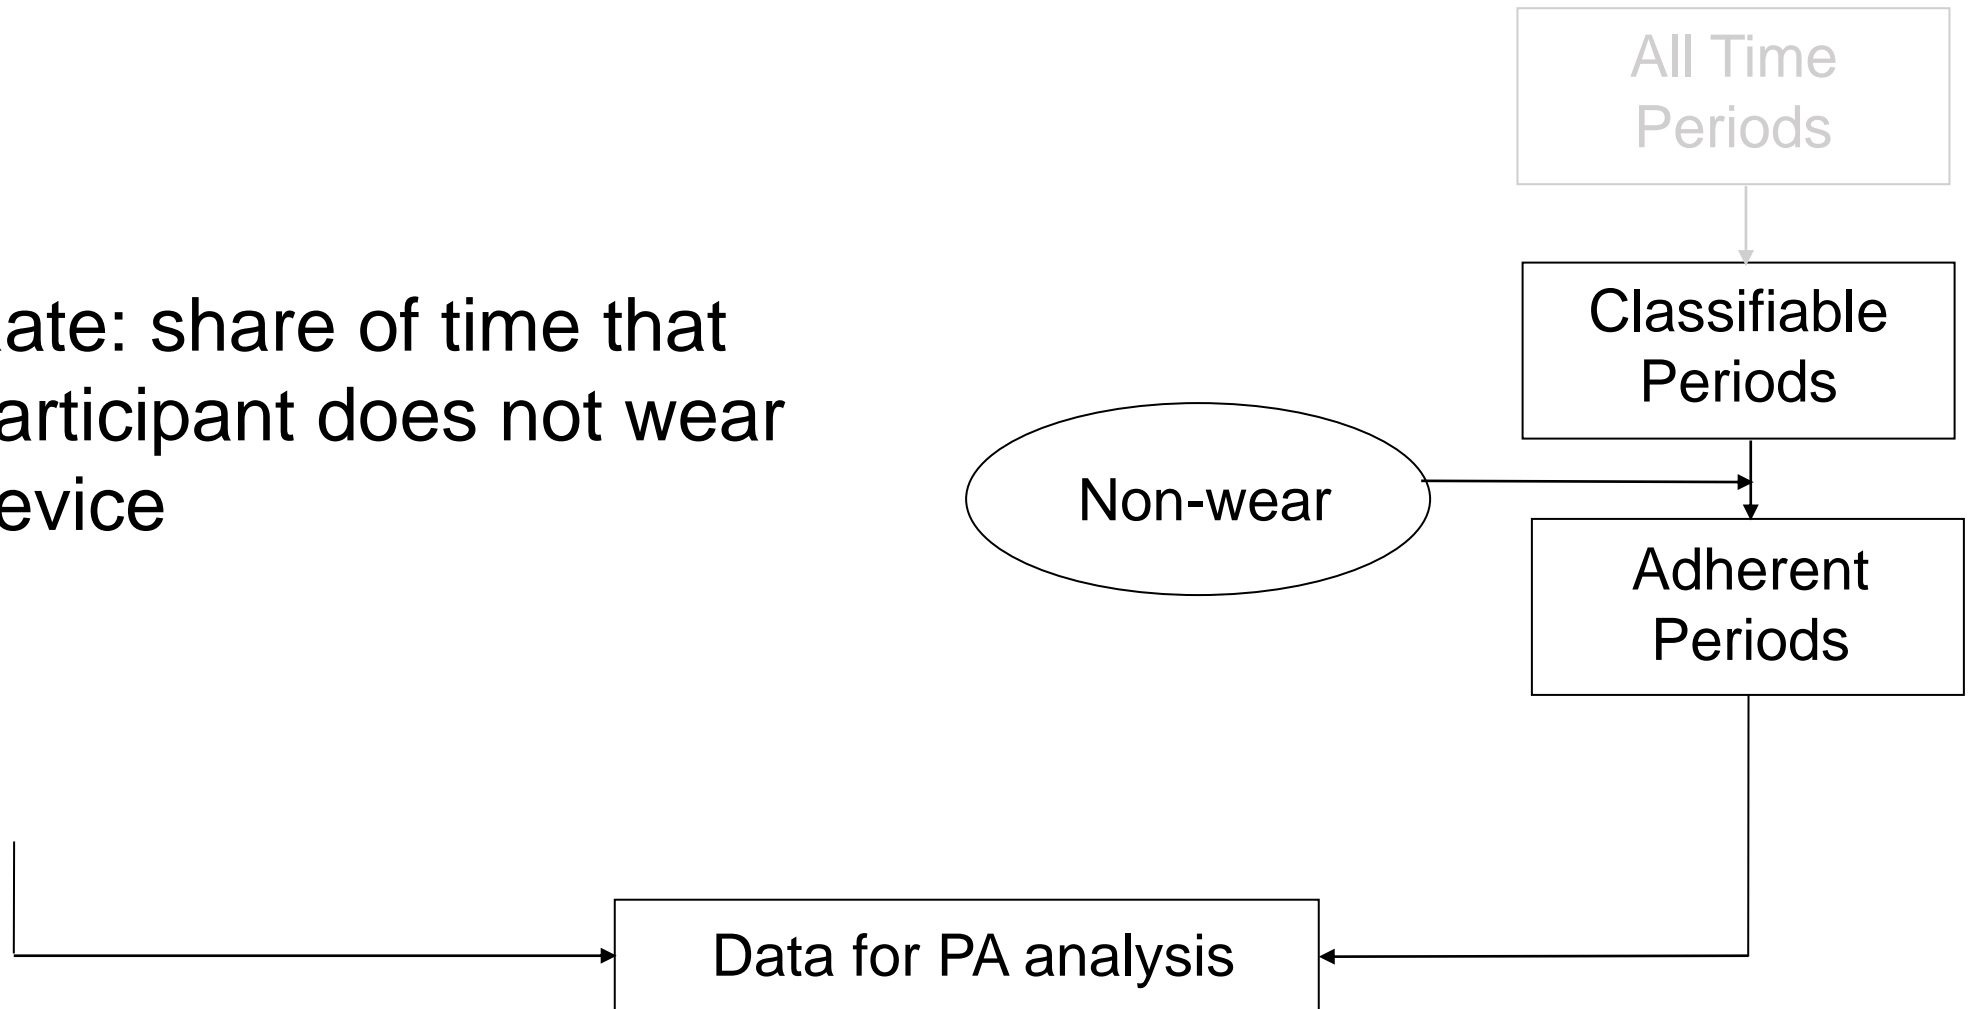 All Time
Periods
ate: share of time that
articipant does not wear
evice
Classifiable
Periods
Non-wear
Adherent
Periods
Data for PA analysis